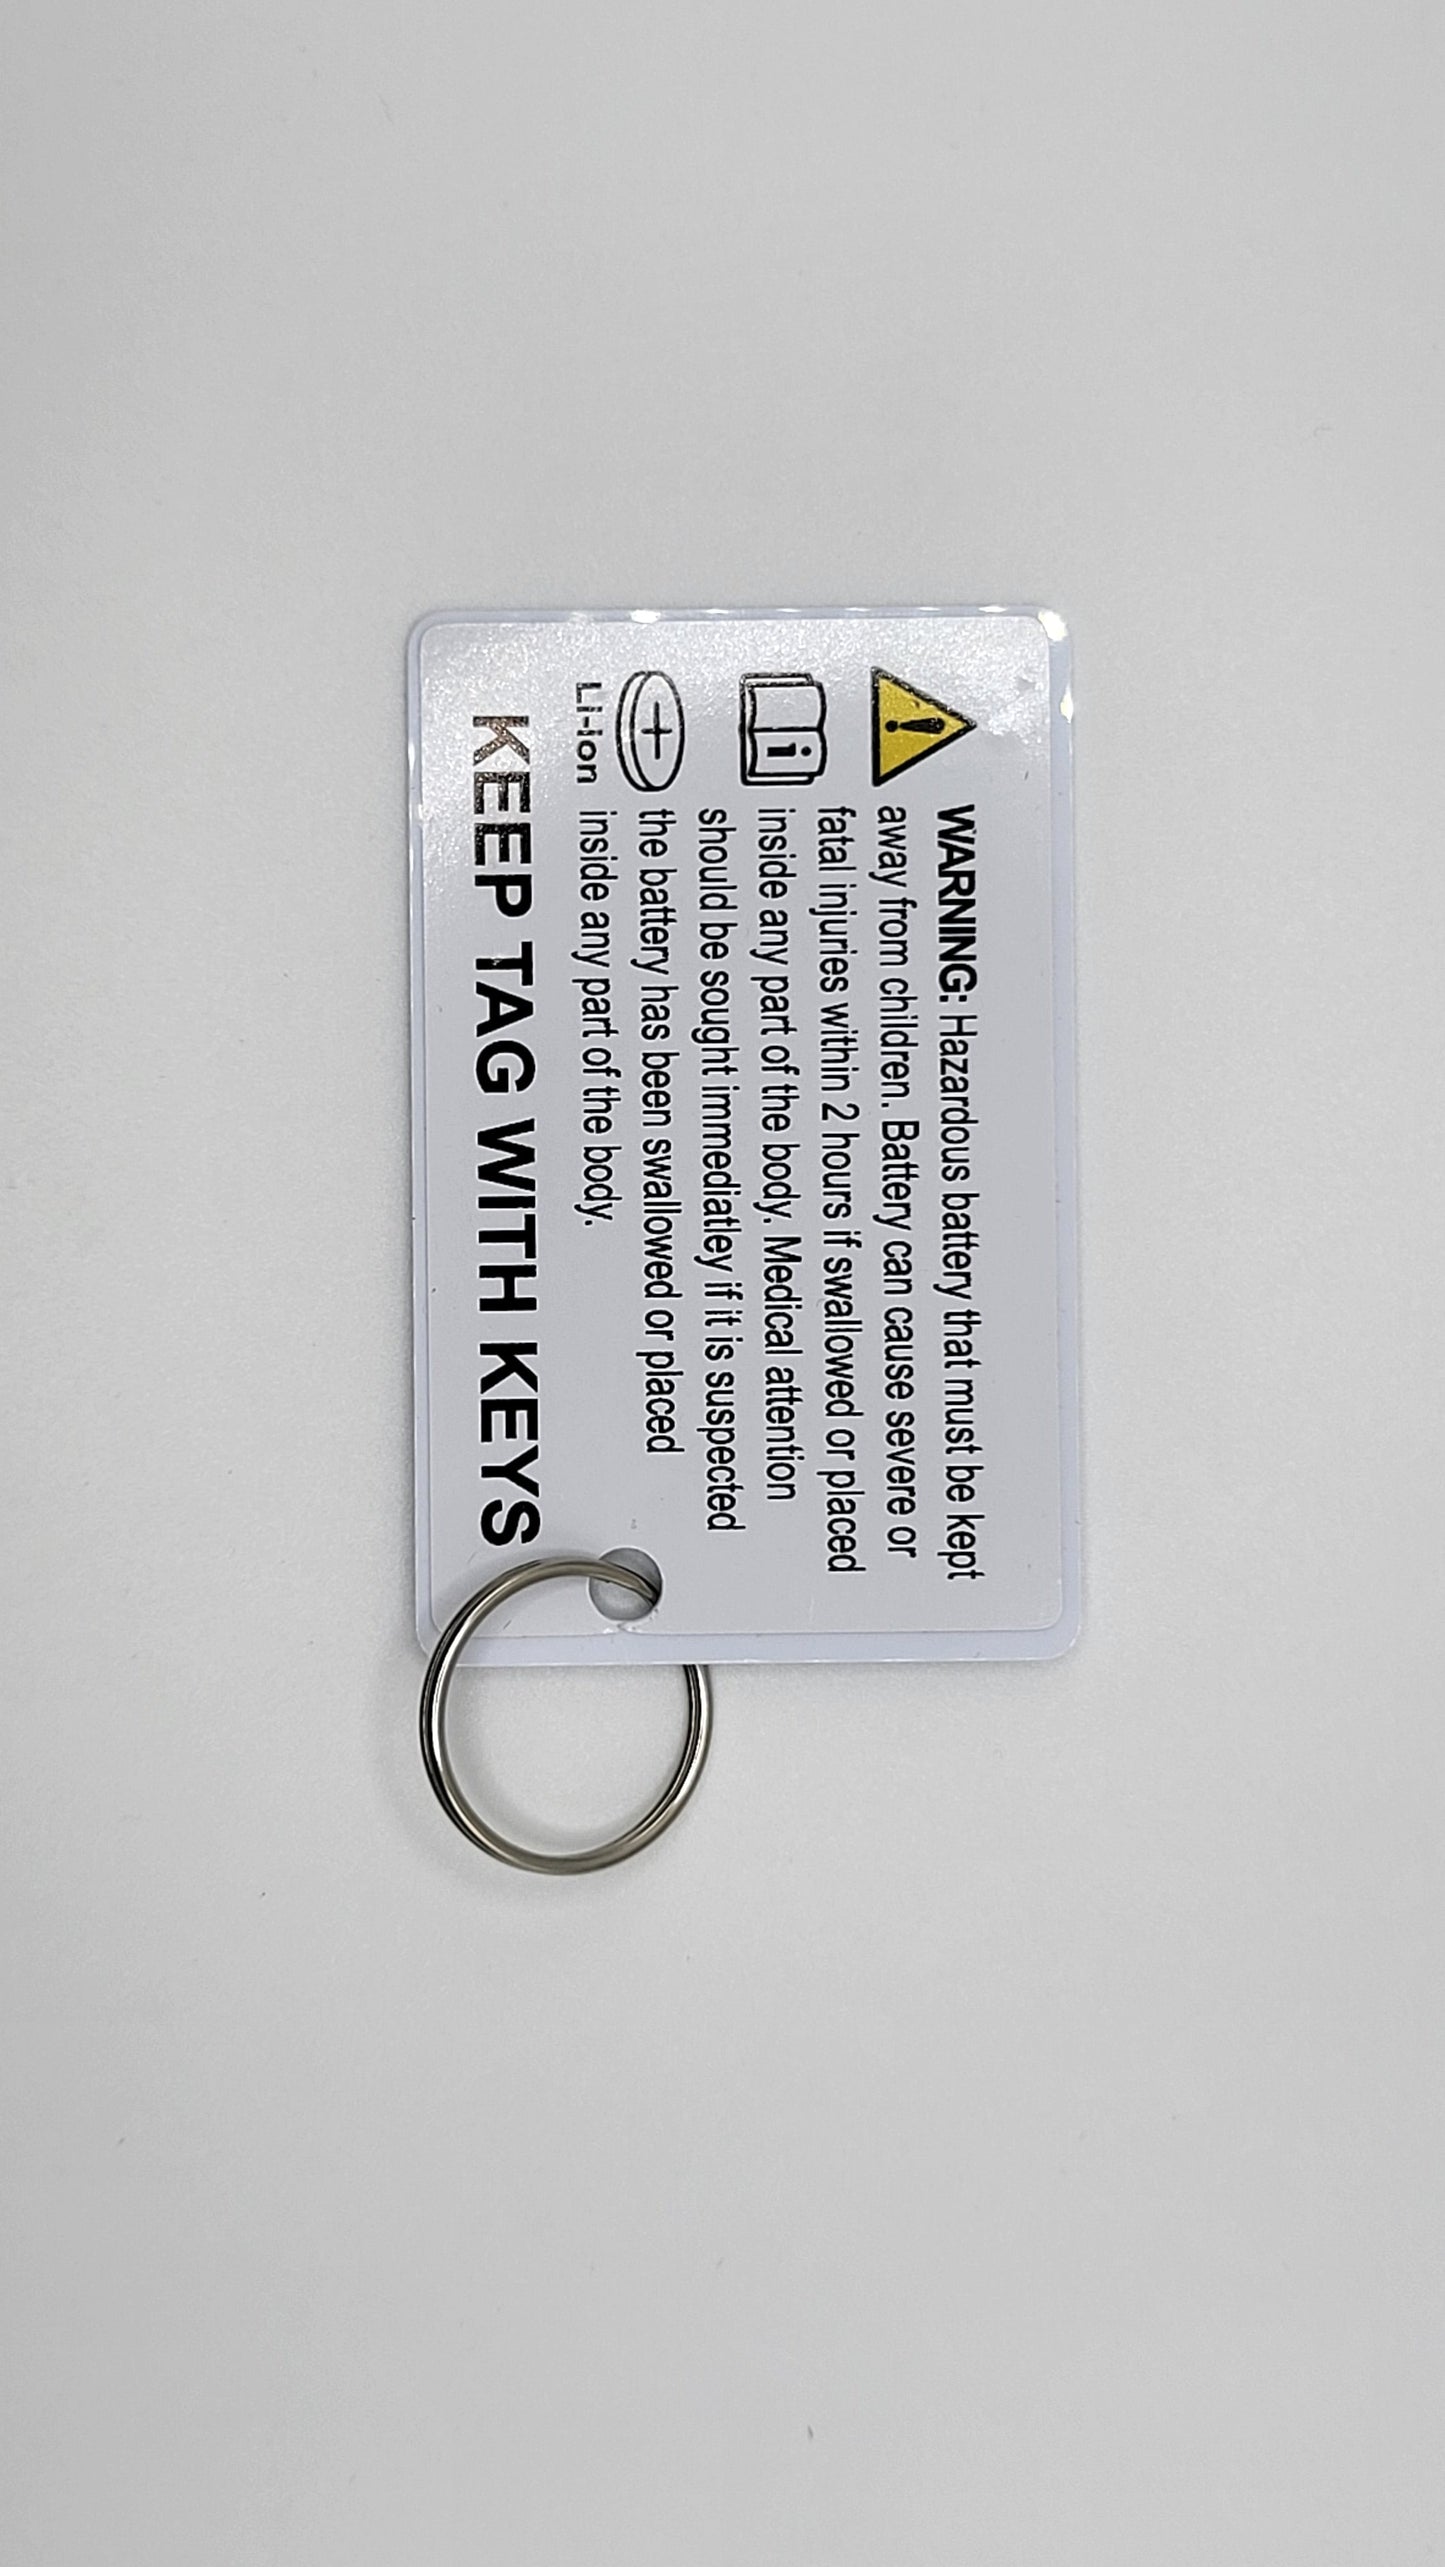 WARNING: Hazardous battery that must be kept
away from children. Battery can cause severe or
fatal injuries within 2 hours if swallowed or placed
inside any part of the body. Medical attention
should be sought immediatley if it is suspected
the battery has been swallowed or placed
inside any part of the body.
i
+
Li-ion
KEEP TAG WITH KEYS